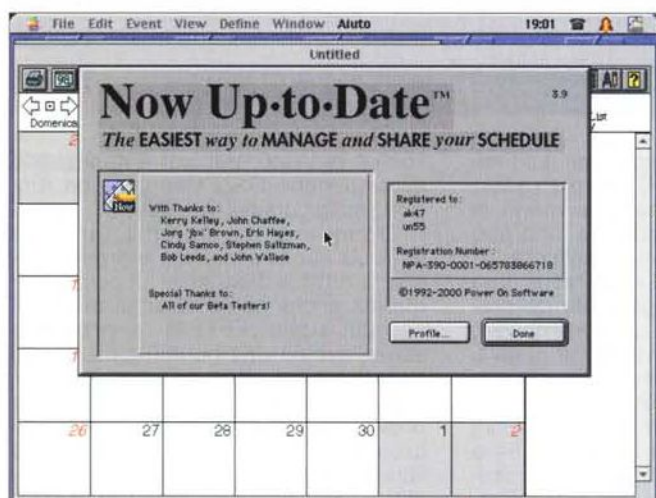 File Edit Event View Define Window Aiuto 19:01
Untitled
98
Domenica
Now Up·to·Date™ 3.9
The EASIEST way to MANAGE and SHARE your SCHEDULE
Now
With Thanks to:
Kerry Kelley, John Chaffee,
Jorg 'jbx' Brown, Eric Hayes,
Cindy Samco, Stephen Saltzman,
Bob Leeds, and John Wallace
Special Thanks to:
All of our Beta Testers!
Registered to:
ak47
un55
Registration Number:
NPA-390-0001-065783866718
©1992-2000 Power On Software
Profile... Done
26 27 28 29 30 1 2